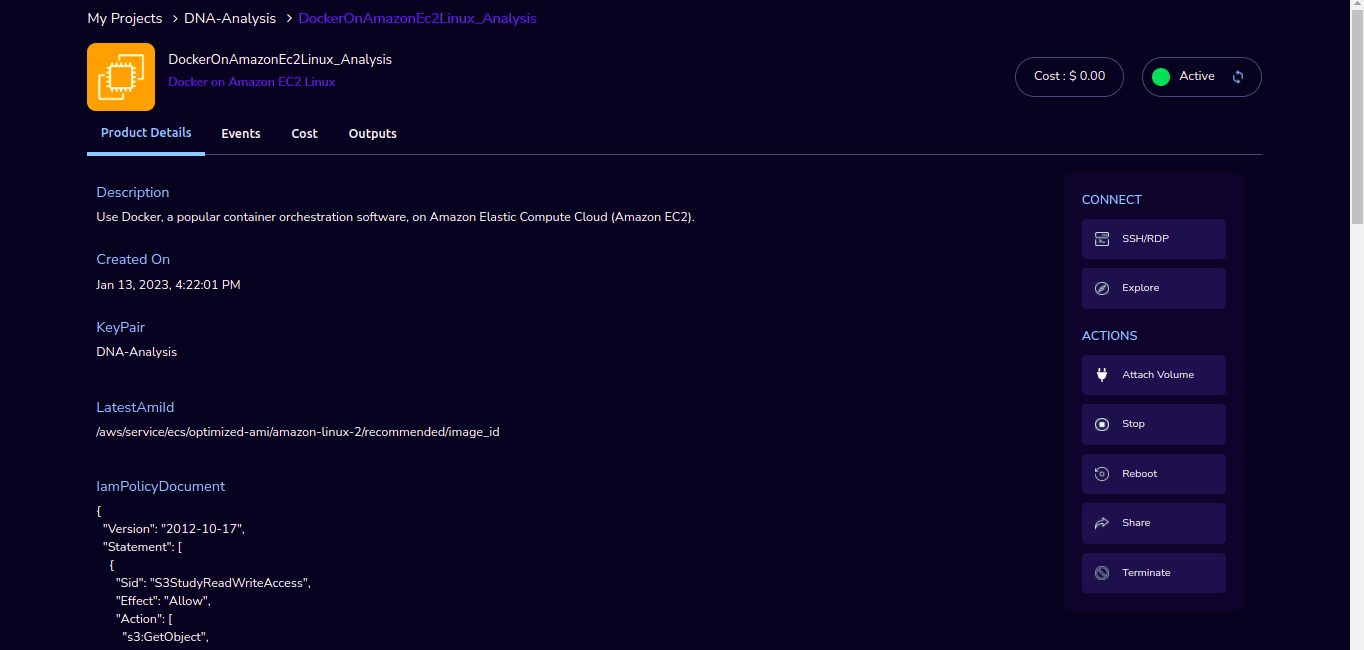 My Projects > DNA-Analysis > DockerOnAmazonEc2Linux_Analysis
DockerOnAmazonEc2Linux_Analysis
Docker on Amazon EC2 Linux
Cost : $ 0.00
Active
Product Details
Events
Cost
Outputs
Description
Use Docker, a popular container orchestration software, on Amazon Elastic Compute Cloud (Amazon EC2).
Created On
Jan 13, 2023, 4:22:01 PM
KeyPair
DNA-Analysis
LatestAmiId
/aws/service/ecs/optimized-ami/amazon-linux-2/recommended/image_id
IamPolicyDocument
{
"Version": "2012-10-17",
"Statement": [
{
"Sid": "S3StudyReadWriteAccess",
"Effect": "Allow",
"Action": [
"s3:GetObject",
CONNECT
SSH/RDP
Explore
ACTIONS
Attach Volume
Stop
Reboot
Share
Terminate